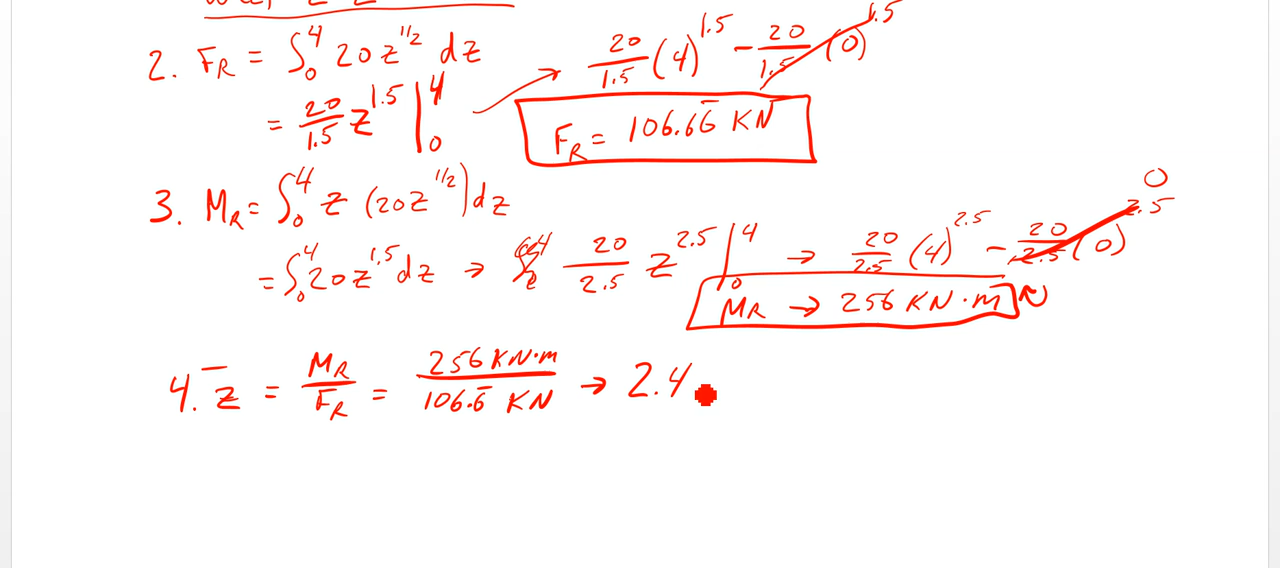 2. F_R = ∫₀⁴ 20z^{1/2} dz
= 20/1.5 z^{1.5} |₀⁴ → 20/1.5 (4)^{1.5} − 20/1.5 (0)^{1.5}
F_R = 106.66̅ KN
3. M_R = ∫₀⁴ z (20z^{1/2}) dz
= ∫₀⁴ 20z^{1.5} dz → 20/2.5 z^{2.5} |₀⁴ → 20/2.5 (4)^{2.5} − 20/2.5 (0)^{2.5} 0
M_R → 256 KN·m
4. z̅ = M_R/F_R = 256 KN·m / 106.6̅ KN → 2.4